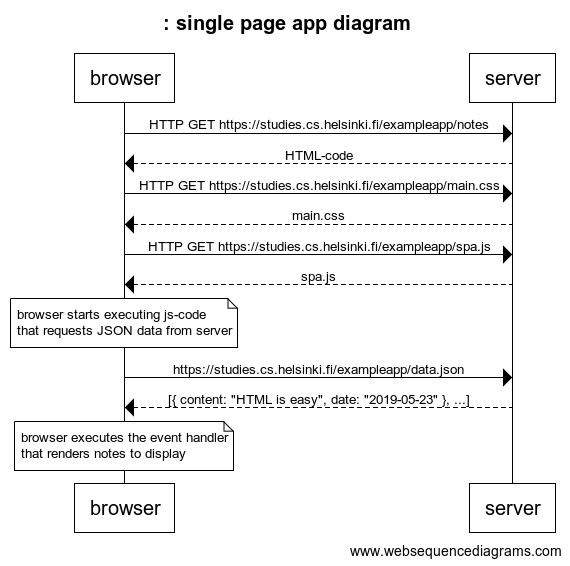 : single page app diagram
browser
server
HTTP GET https://studies.cs.helsinki.fi/exampleapp/notes
HTML-code
HTTP GET https://studies.cs.helsinki.fi/exampleapp/main.css
main.css
HTTP GET https://studies.cs.helsinki.fi/exampleapp/spa.js
spa.js
browser starts executing js-code
that requests JSON data from server
https://studies.cs.helsinki.fi/exampleapp/data.json
[{ content: "HTML is easy", date: "2019-05-23" }, ...]
browser executes the event handler
that renders notes to display
browser
server
www.websequencediagrams.com